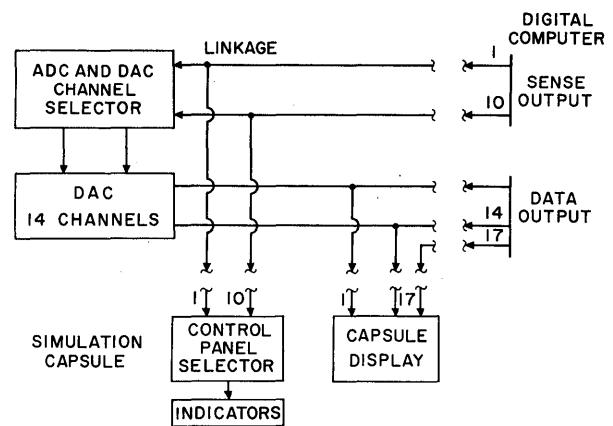 DIGITAL
COMPUTER
LINKAGE
1
ADC AND DAC
CHANNEL
SELECTOR
SENSE
OUTPUT
10
DAC
14 CHANNELS
DATA
OUTPUT
14
17
1
10
1
17
SIMULATION
CAPSULE
CONTROL
PANEL
SELECTOR
CAPSULE
DISPLAY
INDICATORS